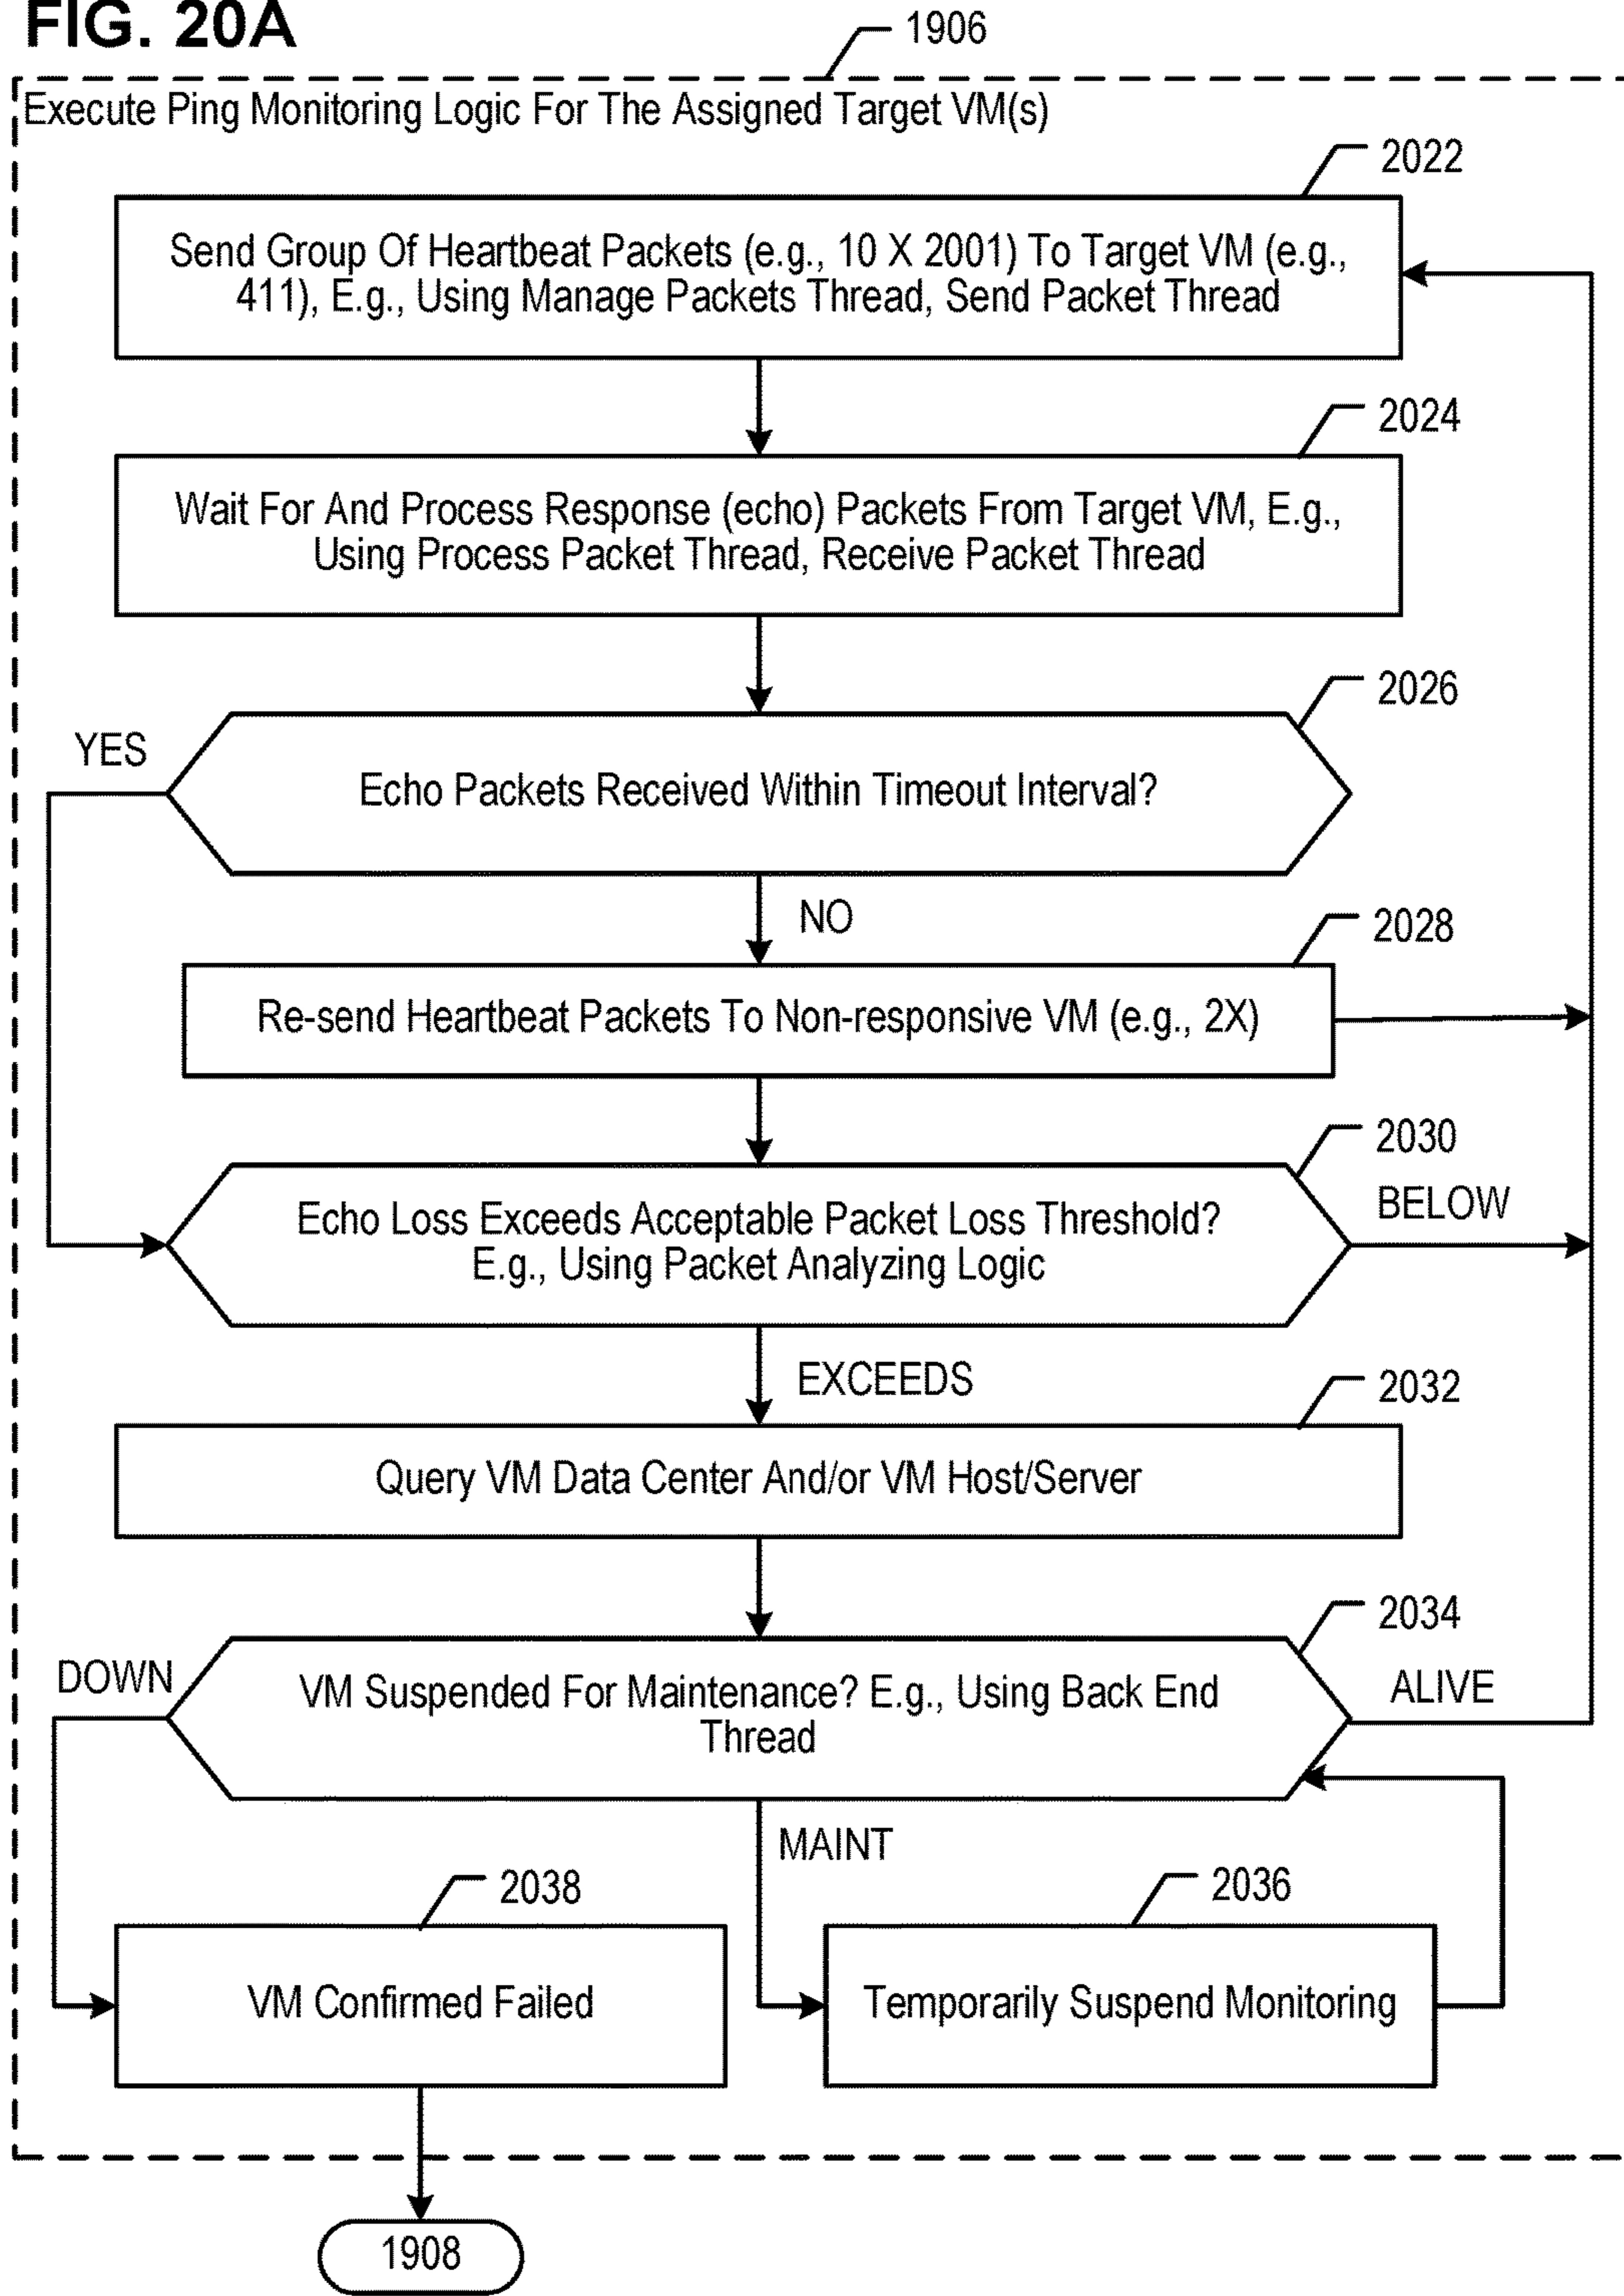 FIG. 20A
1906
Execute Ping Monitoring Logic For The Assigned Target VM(s)
2022
Send Group Of Heartbeat Packets (e.g., 10 X 2001) To Target VM (e.g.,
411), E.g., Using Manage Packets Thread, Send Packet Thread
2024
Wait For And Process Response (echo) Packets From Target VM, E.g.,
Using Process Packet Thread, Receive Packet Thread
2026
YES
Echo Packets Received Within Timeout Interval?
NO
2028
Re-send Heartbeat Packets To Non-responsive VM (e.g., 2X)
2030
BELOW
Echo Loss Exceeds Acceptable Packet Loss Threshold?
E.g., Using Packet Analyzing Logic
EXCEEDS
2032
Query VM Data Center And/or VM Host/Server
2034
DOWN
VM Suspended For Maintenance? E.g., Using Back End
Thread
ALIVE
MAINT
2038
2036
VM Confirmed Failed
Temporarily Suspend Monitoring
1908